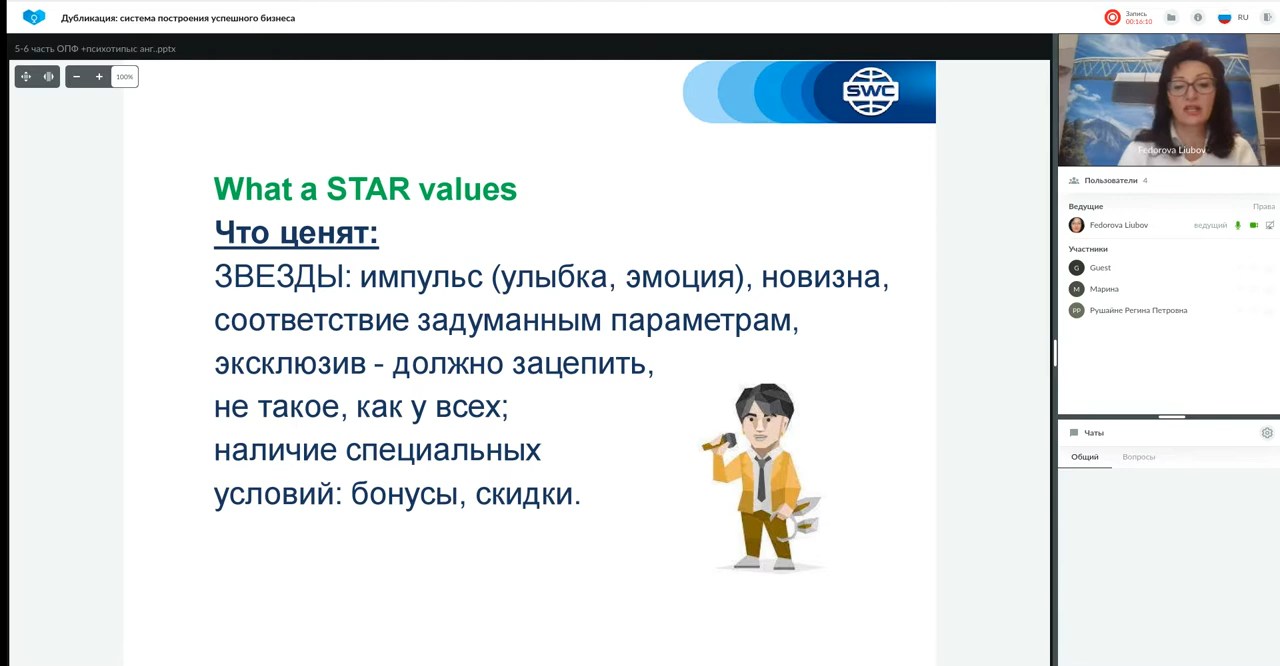 Дубликация: система построения успешного бизнеса
Запись
00:16:10
RU
5-6 часть ОПФ +психотипыс анг..pptx
100%
SWC
What a STAR values
Что ценят:
ЗВЕЗДЫ: импульс (улыбка, эмоция), новизна,
соответствие задуманным параметрам,
эксклюзив - должно зацепить,
не такое, как у всех;
наличие специальных
условий: бонусы, скидки.
Fedorova Liubov
Пользователи 4
Ведущие Права
Fedorova Liubov ведущий
Участники
G Guest
М Марина
РР Рушайне Регина Петровна
Чаты
Общий Вопросы